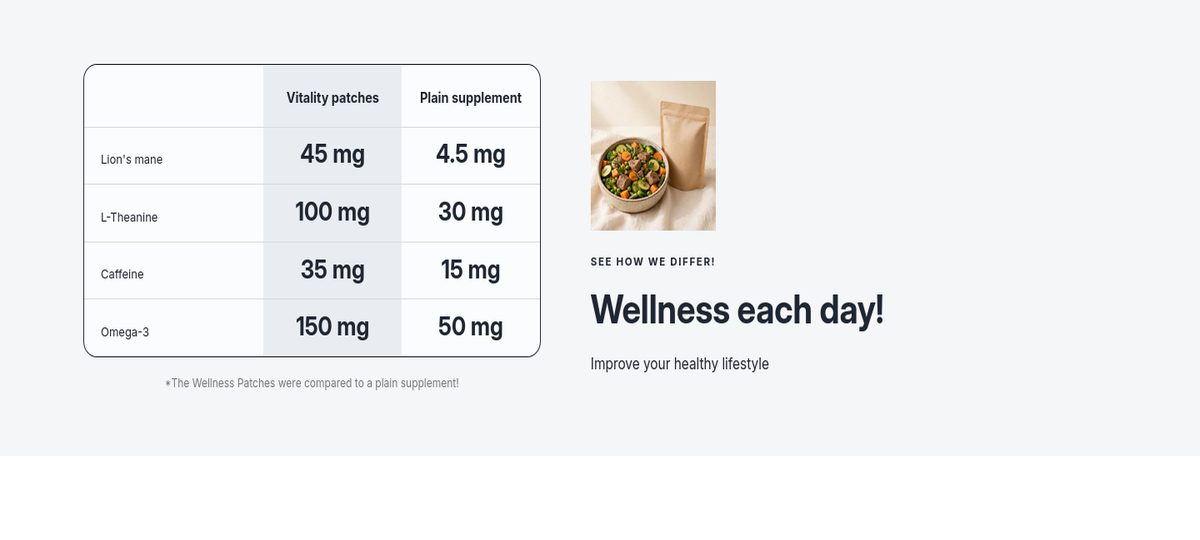 Vitality patches Plain supplement
Lion's mane 45 mg 4.5 mg
L-Theanine 100 mg 30 mg
Caffeine 35 mg 15 mg
Omega-3 150 mg 50 mg
*The Wellness Patches were compared to a plain supplement!
SEE HOW WE DIFFER!
Wellness each day!
Improve your healthy lifestyle